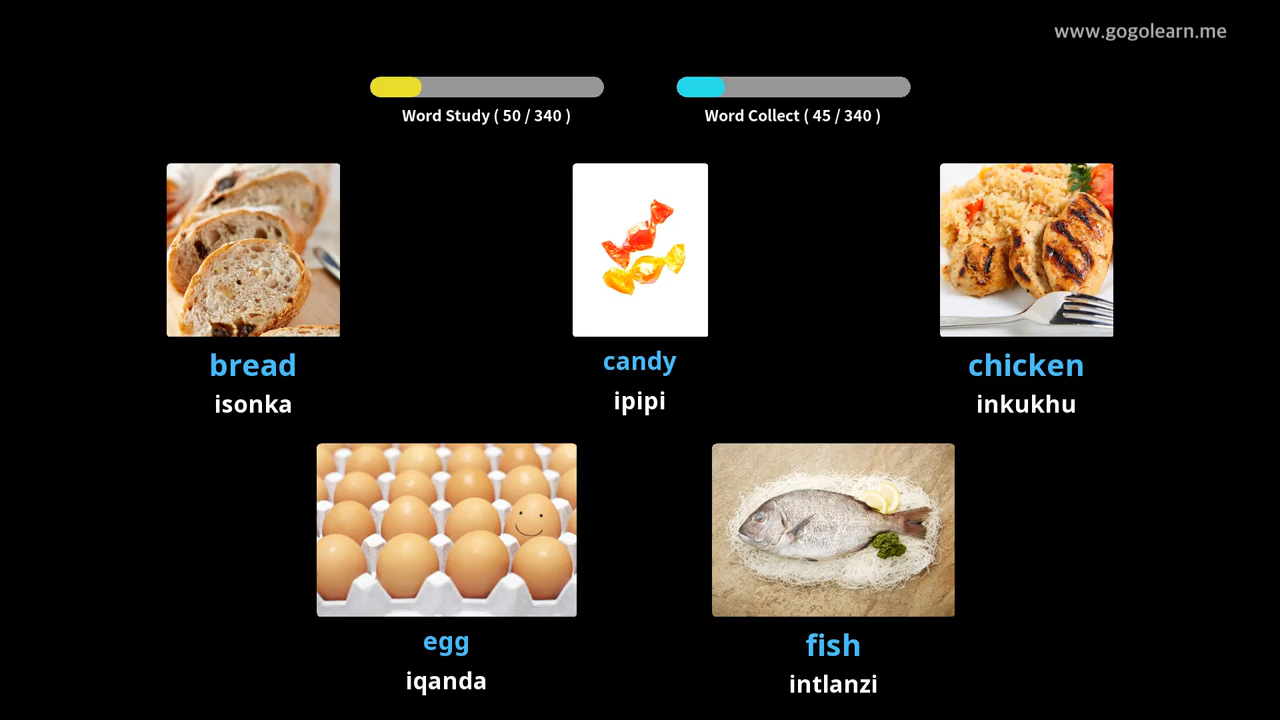 www.gogolearn.me
Word Study ( 50 / 340 )
Word Collect ( 45 / 340 )
bread
isonka
candy
ipipi
chicken
inkukhu
egg
iqanda
fish
intlanzi